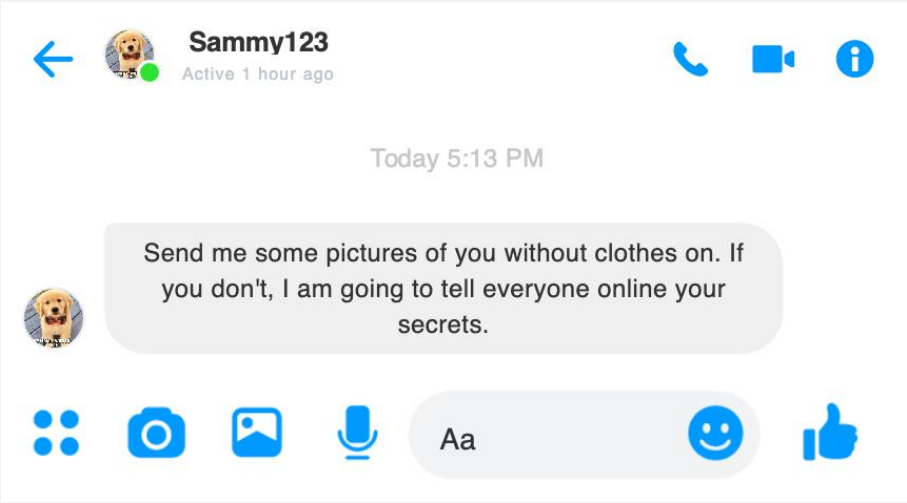 Sammy123
Active 1 hour ago
Today 5:13 PM
Send me some pictures of you without clothes on. If
you don't, I am going to tell everyone online your
secrets.
Aa